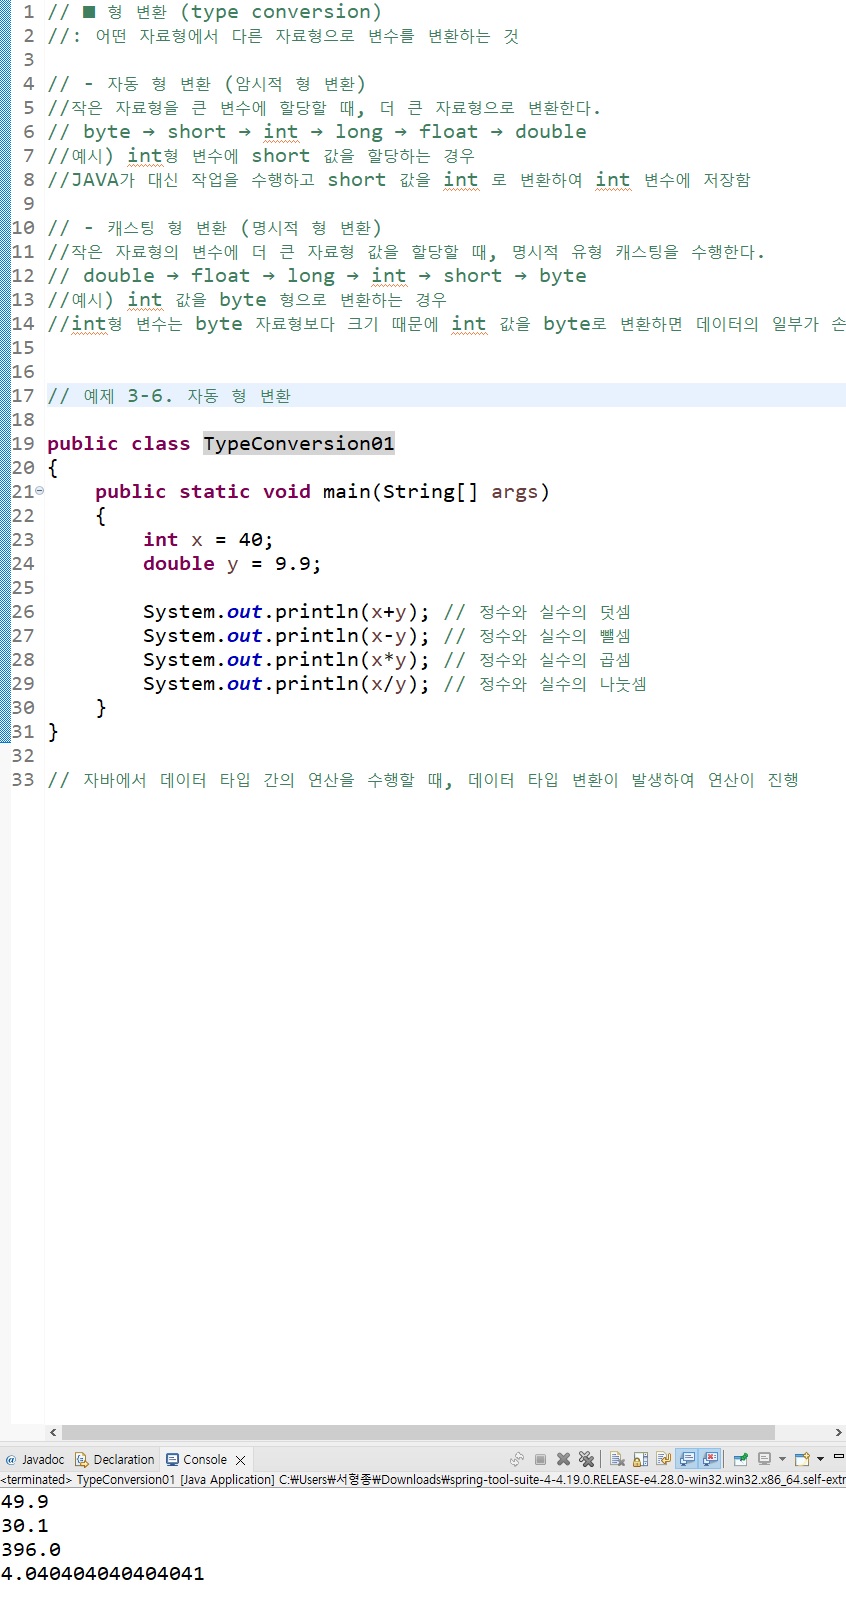 1 // ■ 형 변환 (type conversion)
2 //: 어떤 자료형에서 다른 자료형으로 변수를 변환하는 것
3
4 // - 자동 형 변환 (암시적 형 변환)
5 //작은 자료형을 큰 변수에 할당할 때, 더 큰 자료형으로 변환한다.
6 // byte → short → int → long → float → double
7 //예시) int형 변수에 short 값을 할당하는 경우
8 //JAVA가 대신 작업을 수행하고 short 값을 int 로 변환하여 int 변수에 저장함
9
10 // - 캐스팅 형 변환 (명시적 형 변환)
11 //작은 자료형의 변수에 더 큰 자료형 값을 할당할 때, 명시적 유형 캐스팅을 수행한다.
12 // double → float → long → int → short → byte
13 //예시) int 값을 byte 형으로 변환하는 경우
14 //int형 변수는 byte 자료형보다 크기 때문에 int 값을 byte로 변환하면 데이터의 일부가 손
15
16
17 // 예제 3-6. 자동 형 변환
18
19 public class TypeConversion01
20 {
21 public static void main(String[] args)
22 {
23 int x = 40;
24 double y = 9.9;
25
26 System.out.println(x+y); // 정수와 실수의 덧셈
27 System.out.println(x-y); // 정수와 실수의 뺄셈
28 System.out.println(x*y); // 정수와 실수의 곱셈
29 System.out.println(x/y); // 정수와 실수의 나눗셈
30 }
31 }
32
33 // 자바에서 데이터 타입 간의 연산을 수행할 때, 데이터 타입 변환이 발생하여 연산이 진행
@ Javadoc Declaration Console
<terminated> TypeConversion01 [Java Application] C:₩Users₩서형종₩Downloads₩spring-tool-suite-4-4.19.0.RELEASE-e4.28.0-win32.win32.x86_64.self-extr
49.9
30.1
396.0
4.040404040404041